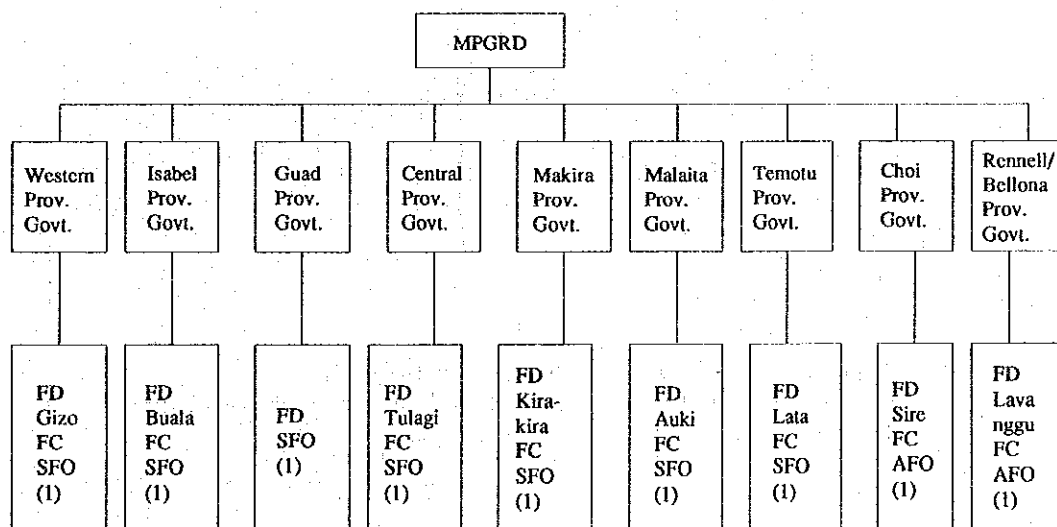 MPGRD
Western
Prov.
Govt.
Isabel
Prov.
Govt.
Guad
Prov.
Govt.
Central
Prov.
Govt.
Makira
Prov.
Govt.
Malaita
Prov.
Govt.
Temotu
Prov.
Govt.
Choi
Prov.
Govt.
Rennell/
Bellona
Prov.
Govt.
FD
Gizo
FC
SFO
(1)
FD
Buala
FC
SFO
(1)
FD
SFO
(1)
FD
Tulagi
FC
SFO
(1)
FD
Kira-
kira
FC
SFO
(1)
FD
Auki
FC
SFO
(1)
FD
Lata
FC
SFO
(1)
FD
Sire
FC
AFO
(1)
FD
Lava
nggu
FC
AFO
(1)